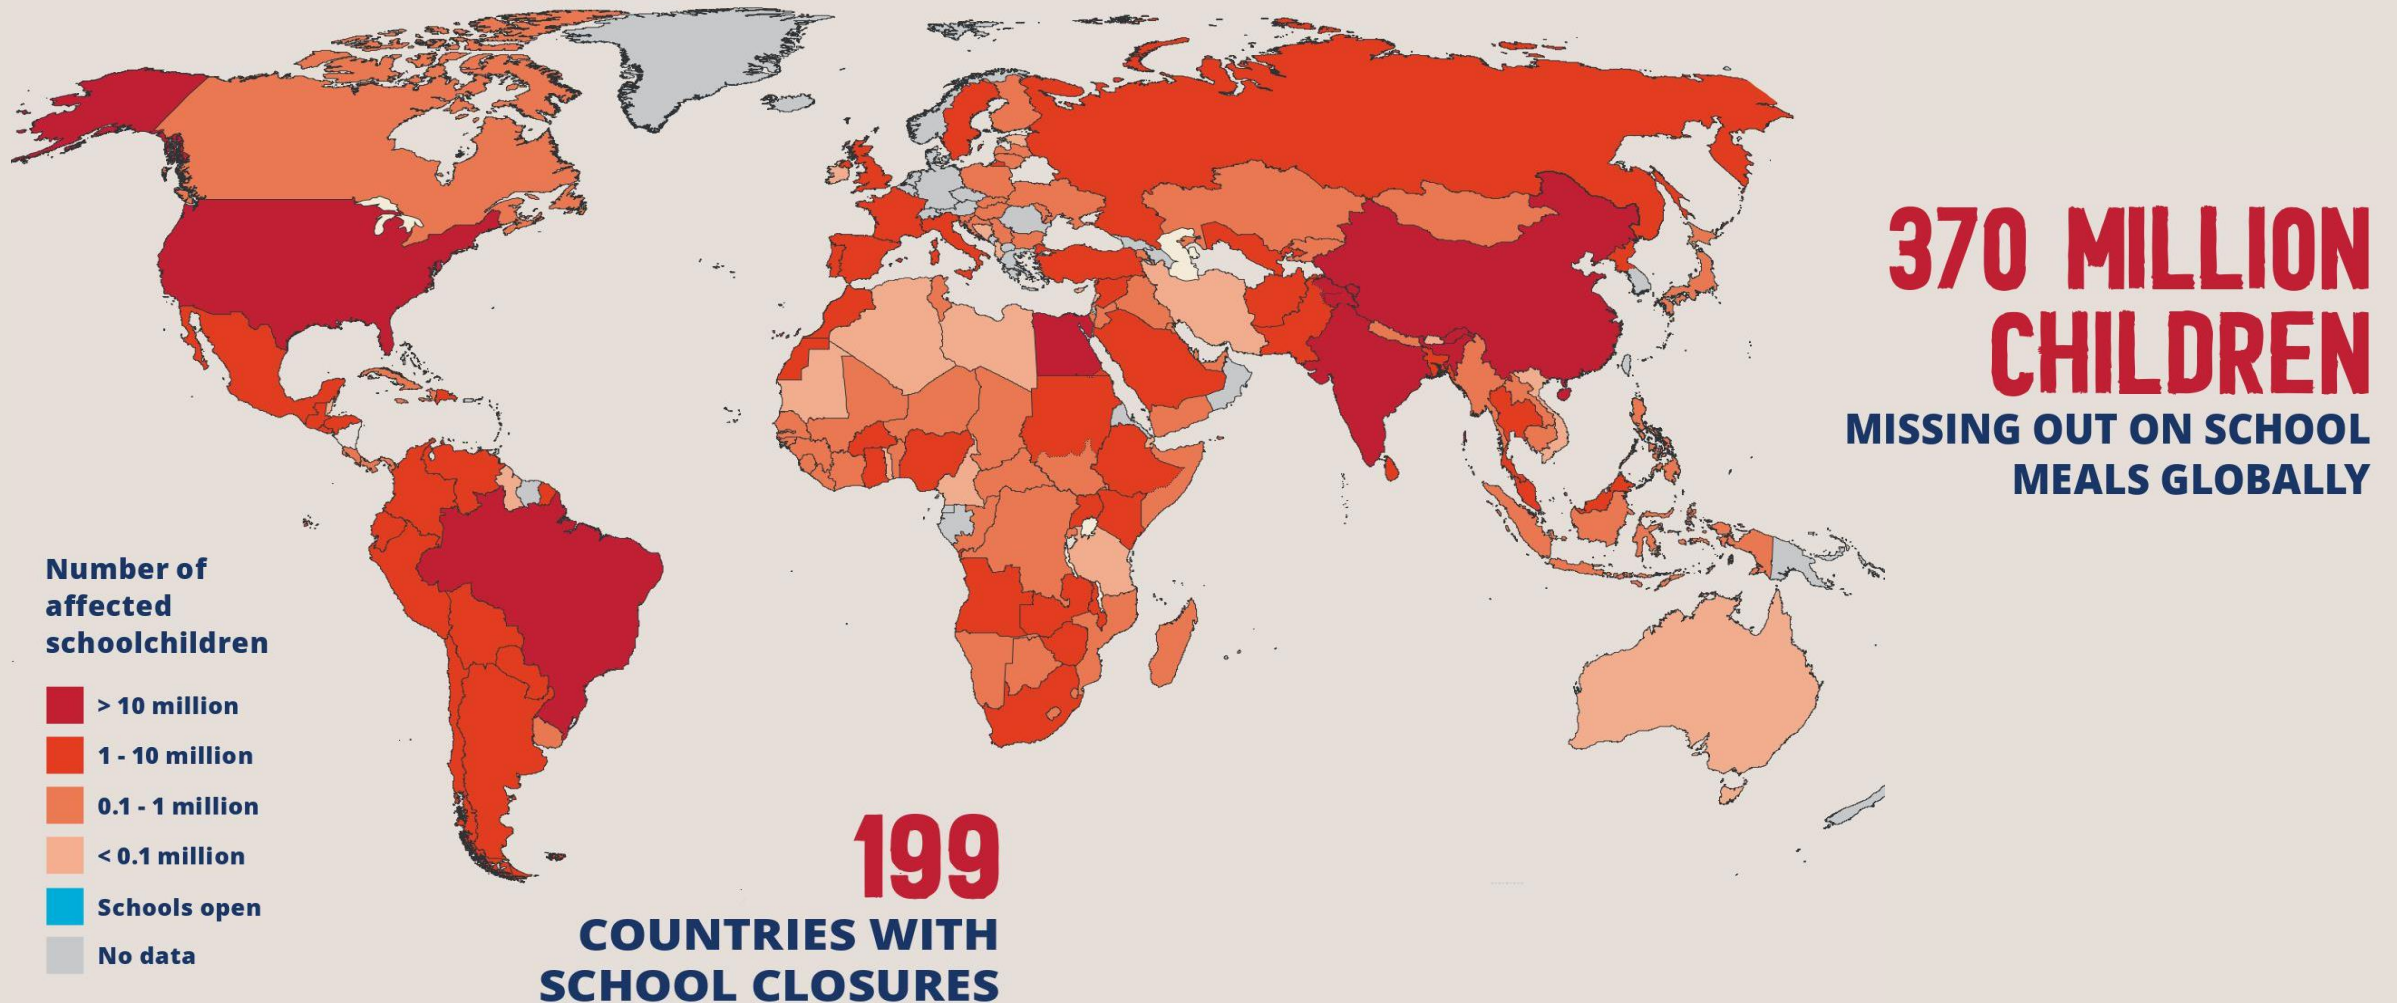 370 MILLION
CHILDREN
MISSING OUT ON SCHOOL
MEALS GLOBALLY
Number of
affected
schoolchildren
> 10 million
1 - 10 million
0.1 - 1 million
< 0.1 million
Schools open
No data
199
COUNTRIES WITH
SCHOOL CLOSURES